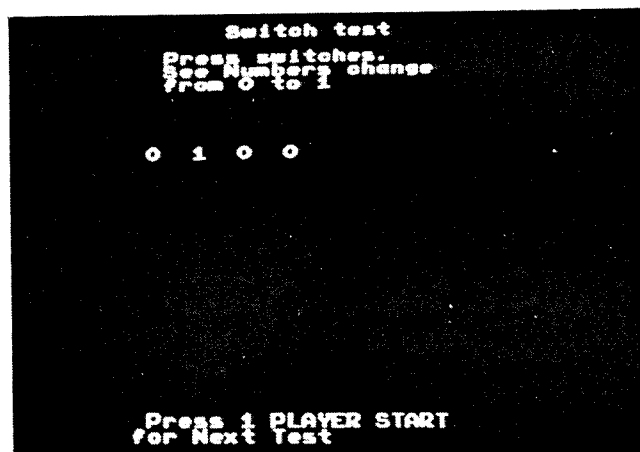 Switch test
Press switches.
See Numbers change
from 0 to 1
0 1 0 0
Press 1 PLAYER START
for Next Test